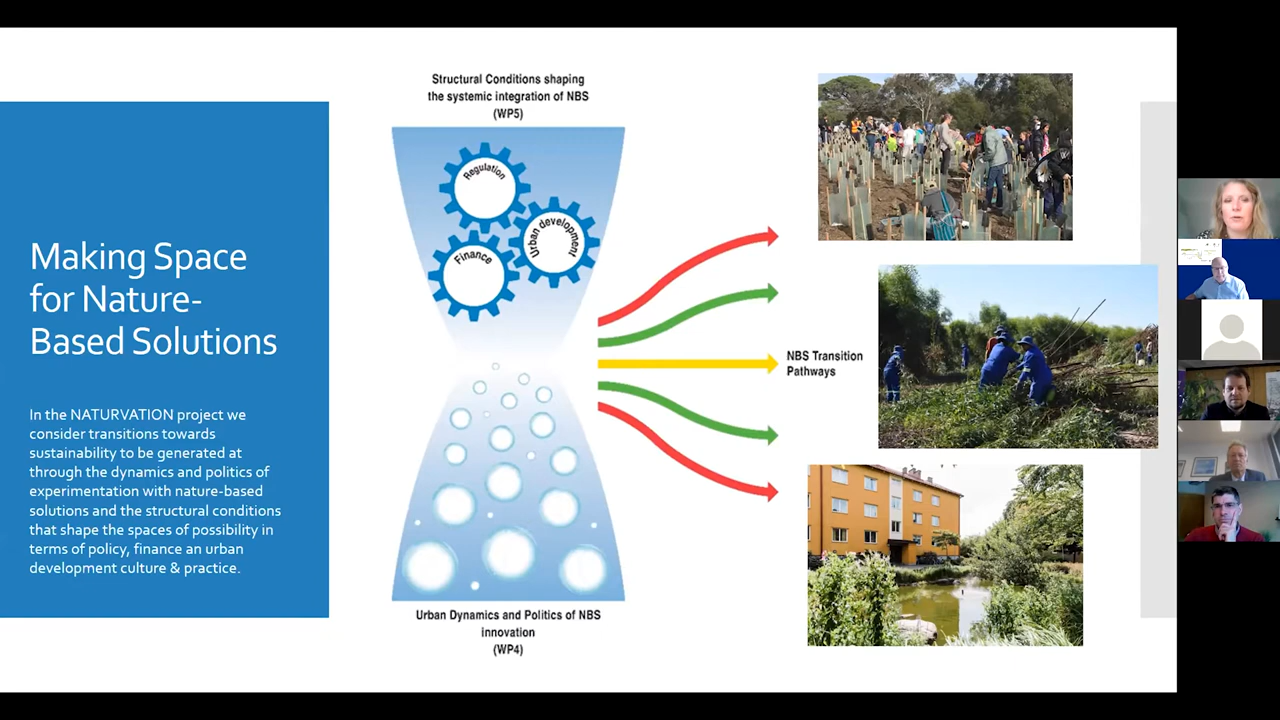 Making Space
for Nature-
Based Solutions
In the NATURVATION project we
consider transitions towards
sustainability to be generated at
through the dynamics and politics of
experimentation with nature-based
solutions and the structural conditions
that shape the spaces of possibility in
terms of policy, finance an urban
development culture & practice.
Structural Conditions shaping
the systemic integration of NBS
(WP5)
Regulation
Urban development
Finance
NBS Transition
Pathways
Urban Dynamics and Politics of NBS
innovation
(WP4)